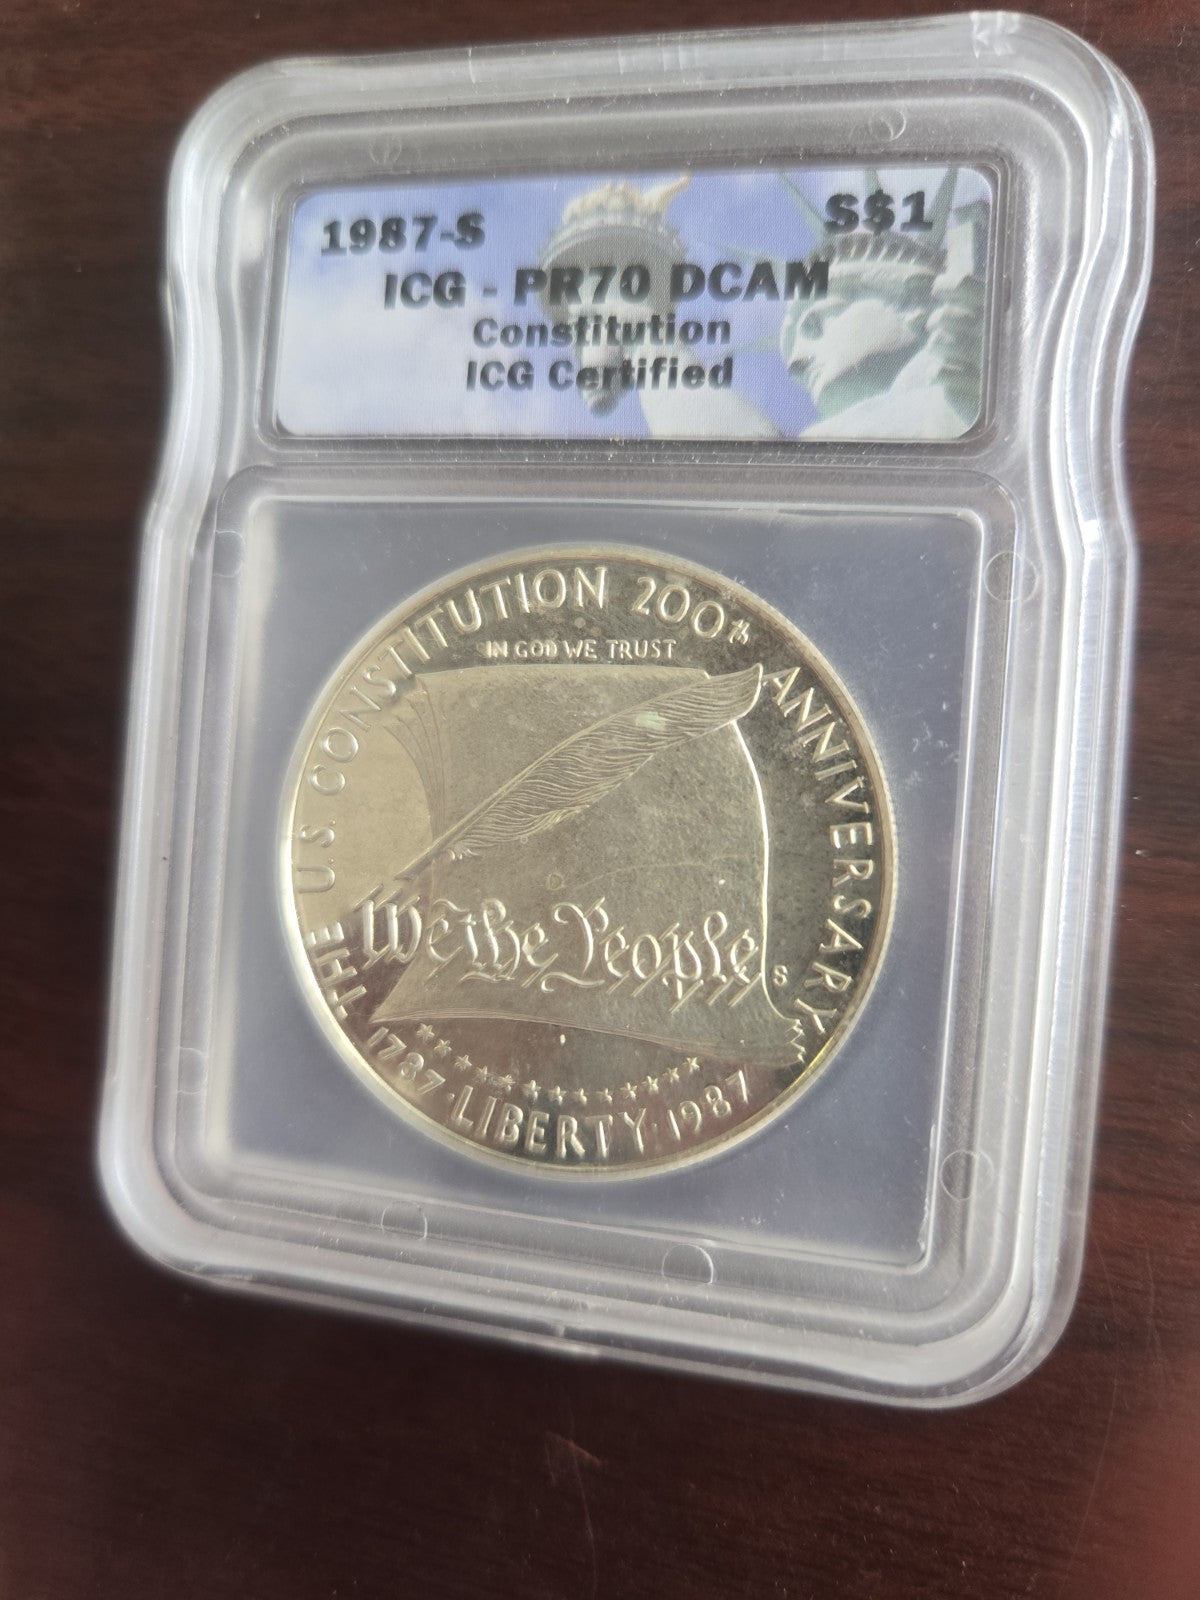 1987-S S$1
ICG - PR70 DCAM
Constitution
ICG Certified
THE U.S. CONSTITUTION 200th ANNIVERSARY
IN GOD WE TRUST
We the People
S
1787 · LIBERTY · 1987